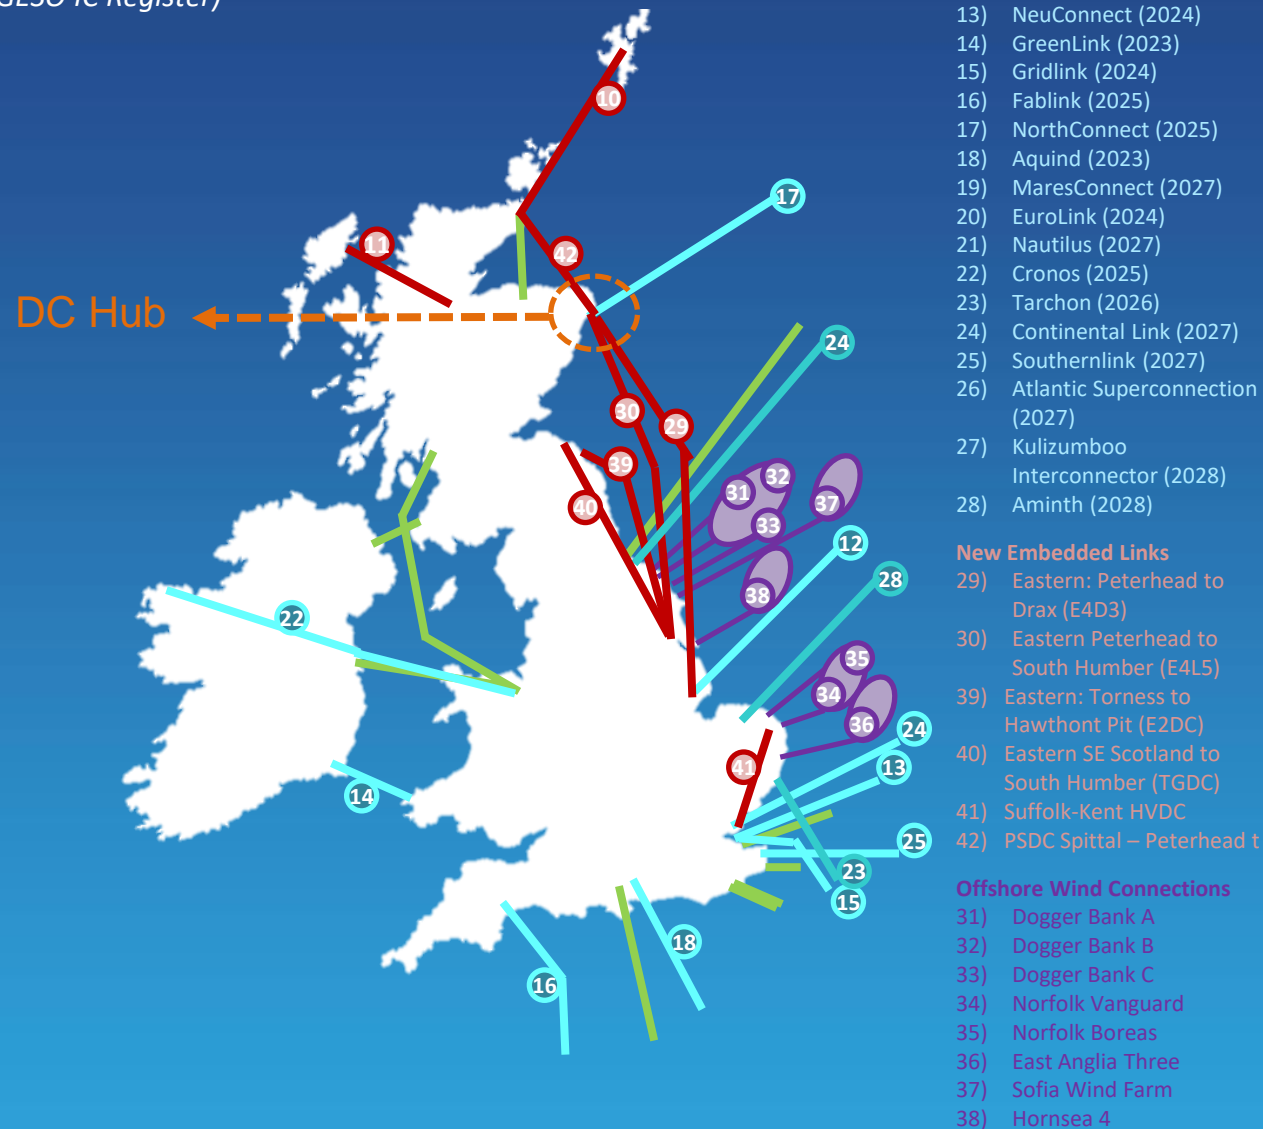 GESO IC Register)
13) NeuConnect (2024)
14) GreenLink (2023)
15) Gridlink (2024)
16) Fablink (2025)
17) NorthConnect (2025)
18) Aquind (2023)
19) MaresConnect (2027)
20) EuroLink (2024)
21) Nautilus (2027)
22) Cronos (2025)
23) Tarchon (2026)
24) Continental Link (2027)
25) Southernlink (2027)
26) Atlantic Superconnection
(2027)
27) Kulizumboo
Interconnector (2028)
28) Aminth (2028)
New Embedded Links
29) Eastern: Peterhead to
Drax (E4D3)
30) Eastern Peterhead to
South Humber (E4L5)
39) Eastern: Torness to
Hawthont Pit (E2DC)
40) Eastern SE Scotland to
South Humber (TGDC)
41) Suffolk-Kent HVDC
42) PSDC Spittal – Peterhead t
Offshore Wind Connections
31) Dogger Bank A
32) Dogger Bank B
33) Dogger Bank C
34) Norfolk Vanguard
35) Norfolk Boreas
36) East Anglia Three
37) Sofia Wind Farm
38) Hornsea 4
10
17
11
42
DC Hub
24
30
29
39
32
31
37
40
33
12
28
38
22
35
34
36
24
41
13
14
25
23
15
18
16